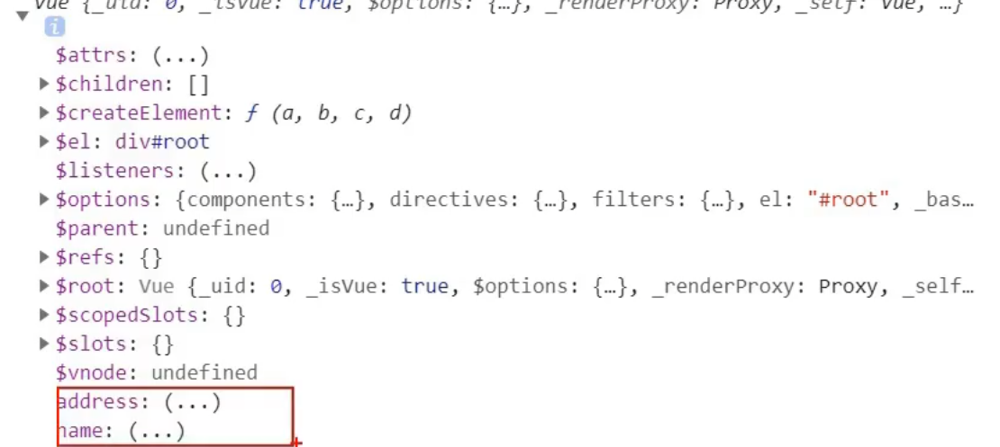 Vue {_uid: 0, _isVue: true, $options: {…}, _renderProxy: Proxy, _self: Vue, …}
i
$attrs: (...)
$children: []
$createElement: ƒ (a, b, c, d)
$el: div#root
$listeners: (...)
$options: {components: {…}, directives: {…}, filters: {…}, el: "#root", _bas…
$parent: undefined
$refs: {}
$root: Vue {_uid: 0, _isVue: true, $options: {…}, _renderProxy: Proxy, _self…
$scopedSlots: {}
$slots: {}
$vnode: undefined
address: (...)
name: (...)